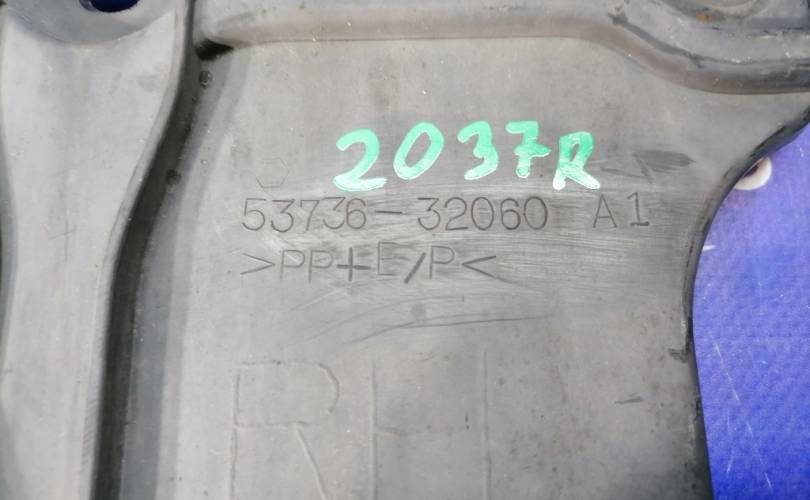 2037R
53736-32060 A1
>PP+E/P<
RH